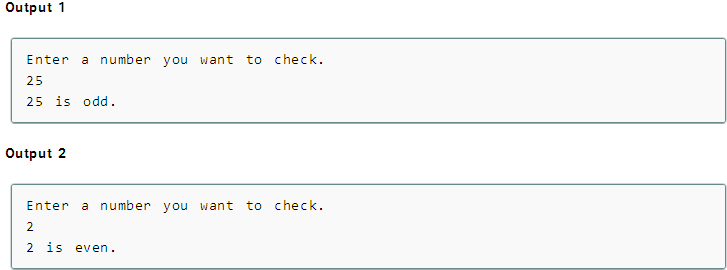 Output 1
Enter a number you want to check.
25
25 is odd.
Output 2
Enter a number you want to check.
2
2 is even.